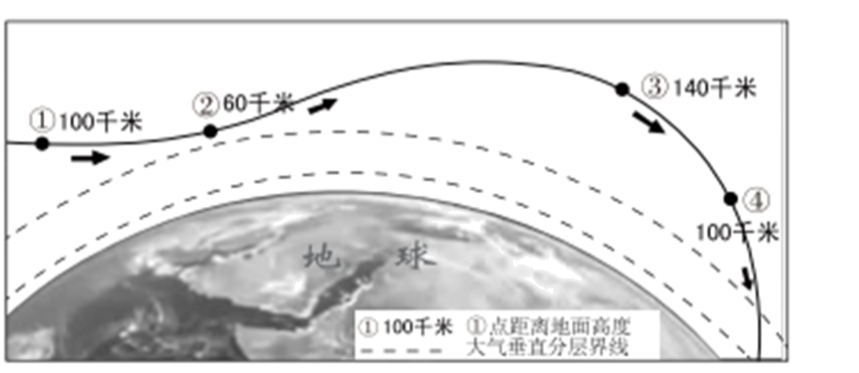 ①100千米
②60千米
③140千米
④
100千米
地 球
①100千米 ①点距离地面高度
大气垂直分层界线